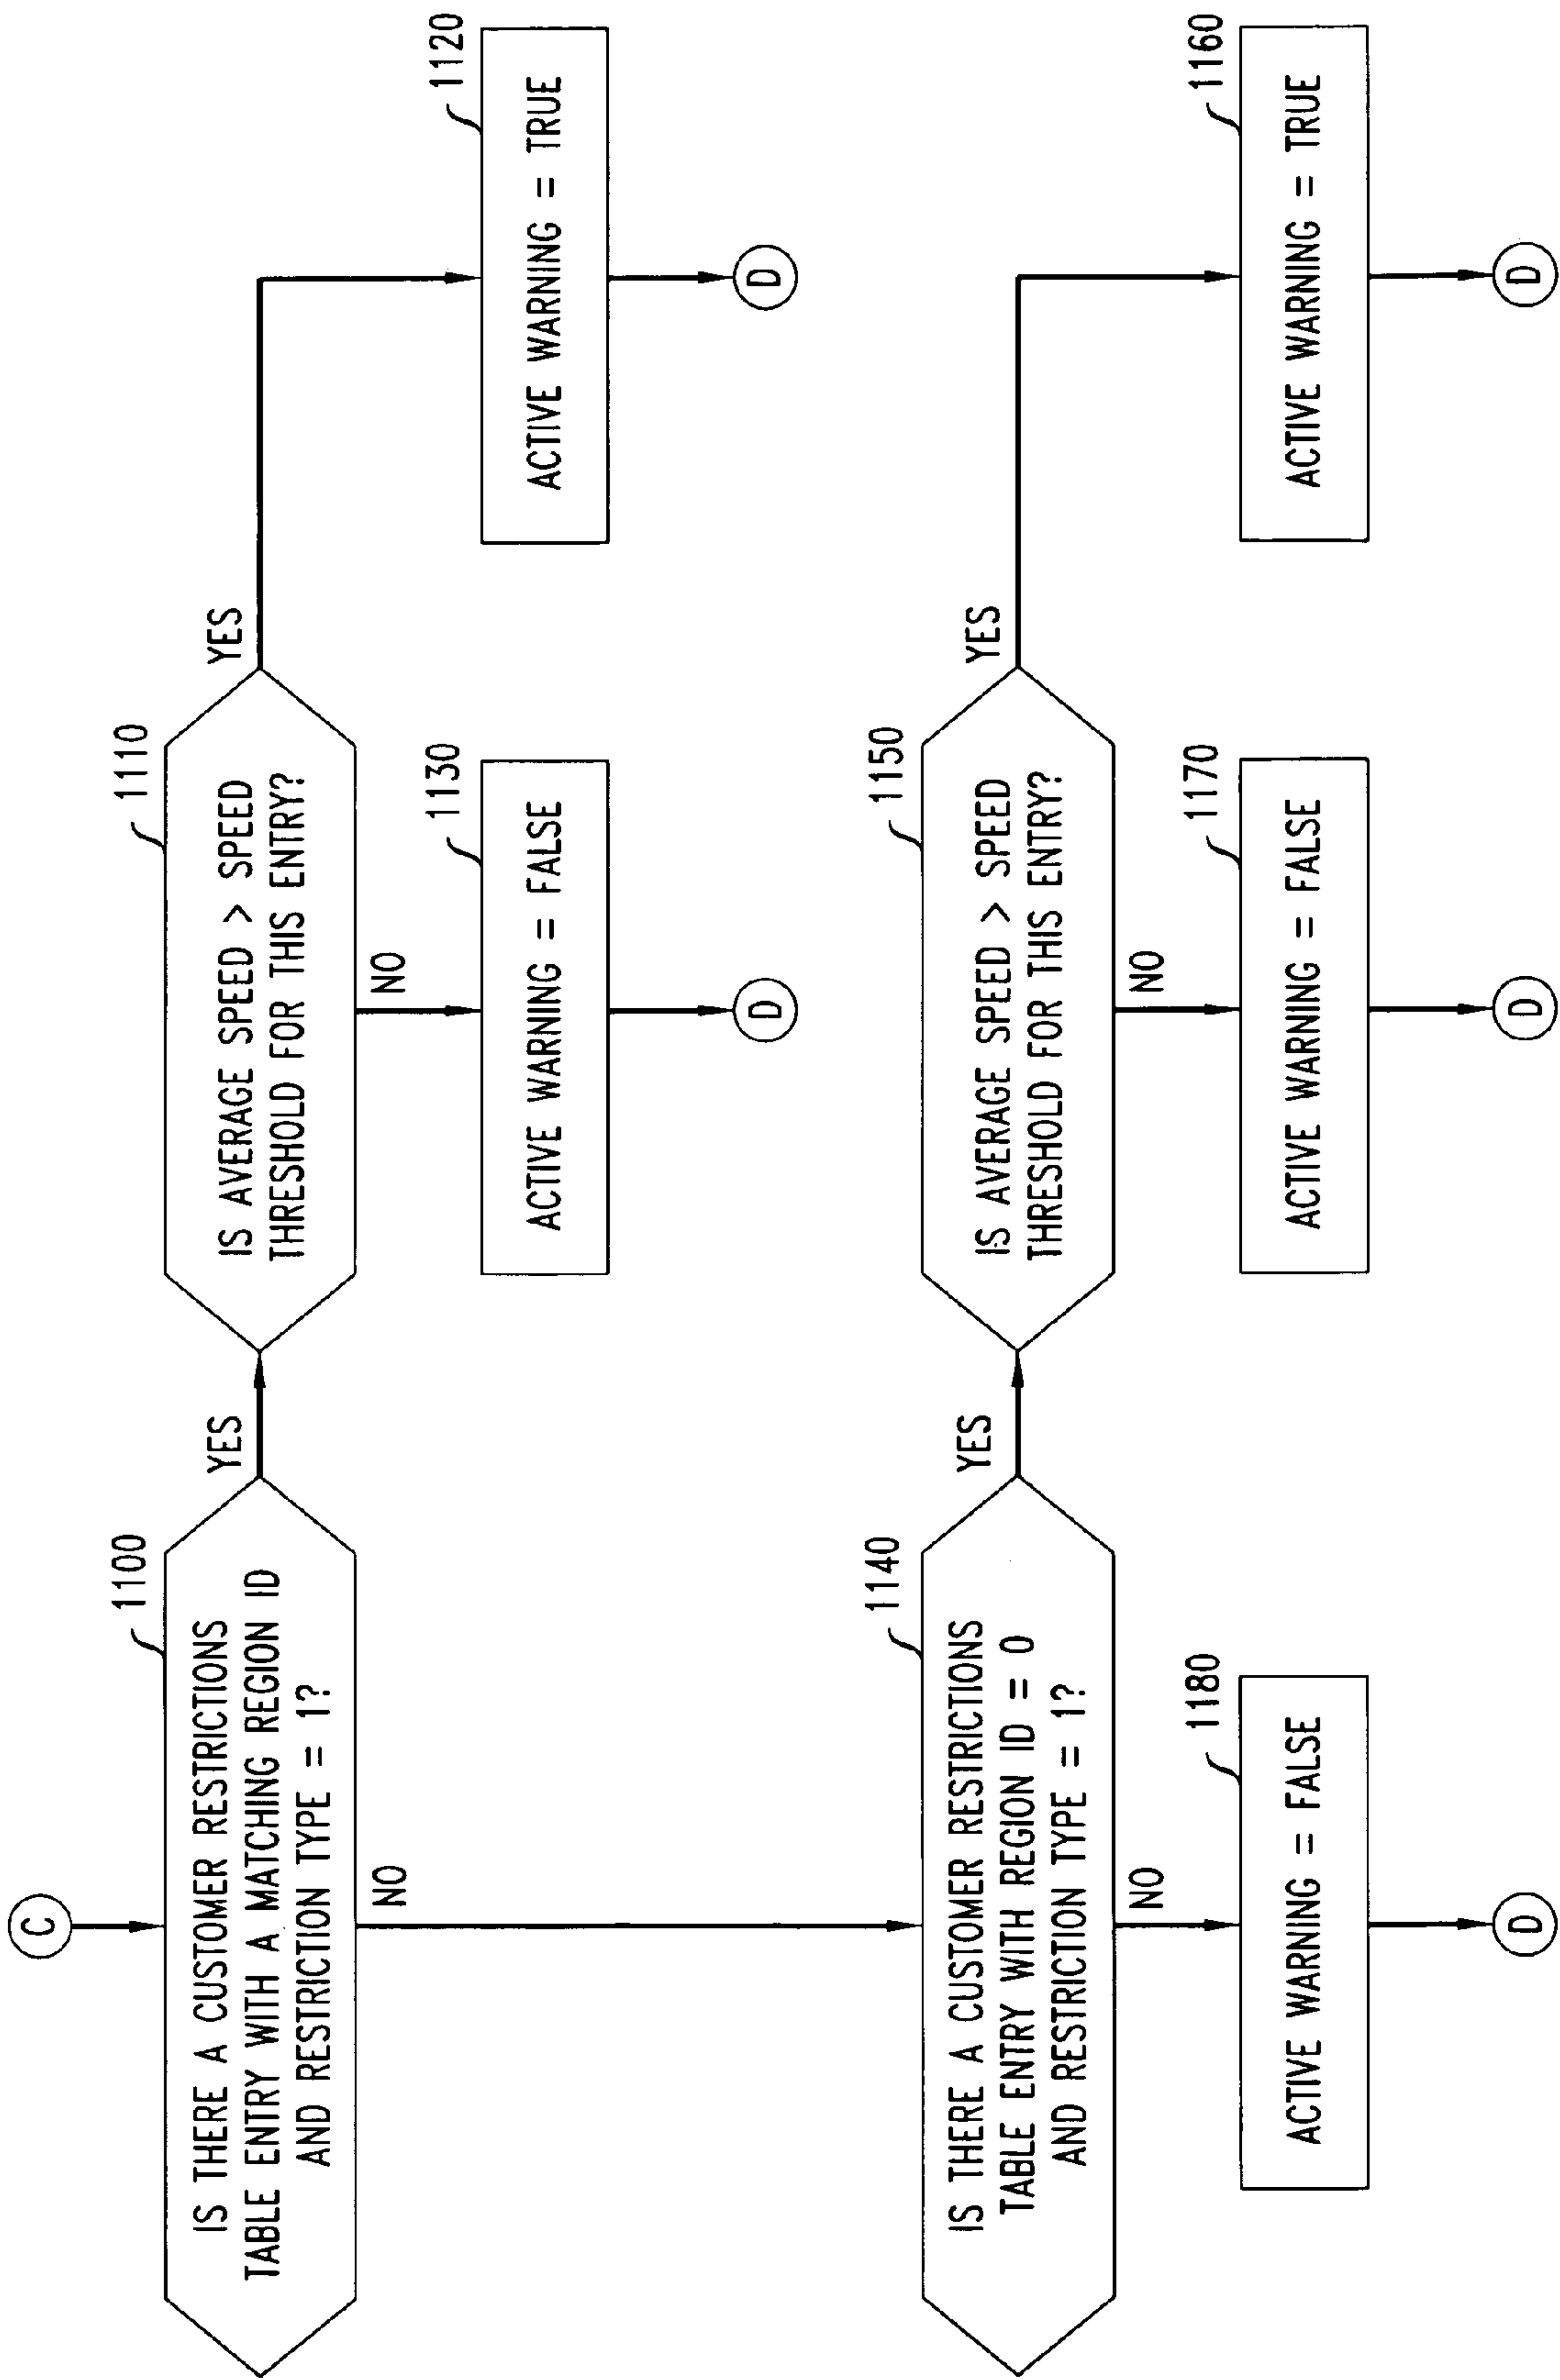 C
1100
IS THERE A CUSTOMER RESTRICTIONS
TABLE ENTRY WITH A MATCHING REGION ID
AND RESTRICTION TYPE = 1?
YES
NO
1110
IS AVERAGE SPEED > SPEED
THRESHOLD FOR THIS ENTRY?
YES
NO
1120
ACTIVE WARNING = TRUE
D
1130
ACTIVE WARNING = FALSE
D
1140
IS THERE A CUSTOMER RESTRICTIONS
TABLE ENTRY WITH REGION ID = 0
AND RESTRICTION TYPE = 1?
YES
NO
1150
IS AVERAGE SPEED > SPEED
THRESHOLD FOR THIS ENTRY?
YES
NO
1160
ACTIVE WARNING = TRUE
D
1170
ACTIVE WARNING = FALSE
D
1180
ACTIVE WARNING = FALSE
D